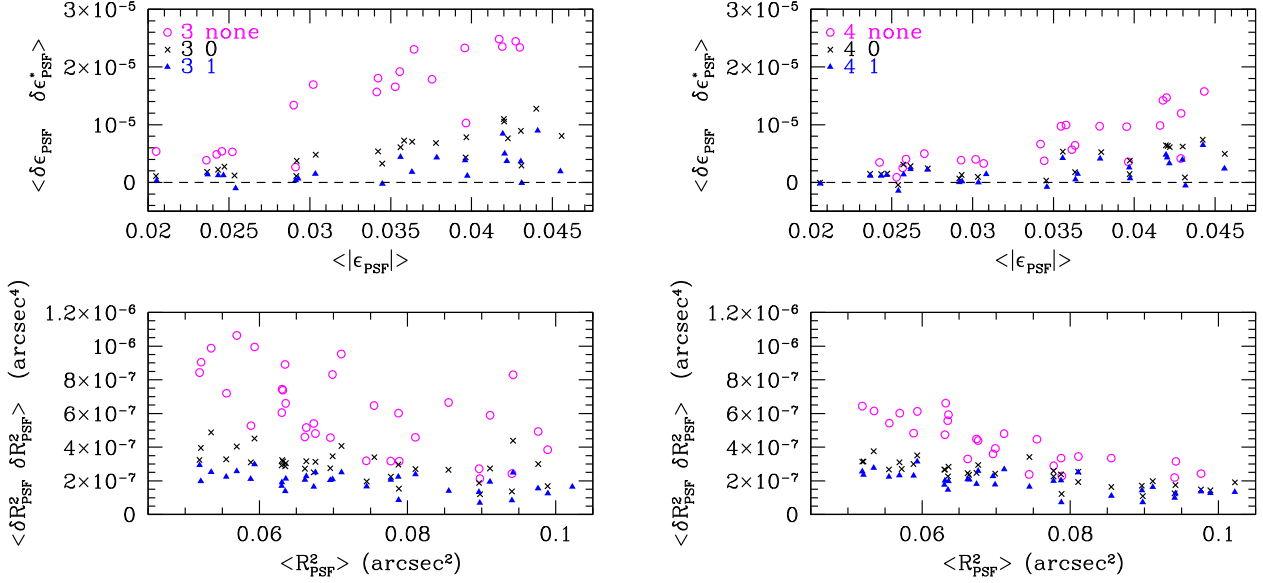 3×10⁻⁵
2×10⁻⁵
10⁻⁵
0
<δϵ_PSF δϵ*_PSF>
3 none
3 0
3 1
0.02 0.025 0.03 0.035 0.04 0.045
<|ϵ_PSF|>
3×10⁻⁵
2×10⁻⁵
10⁻⁵
0
<δϵ_PSF δϵ*_PSF>
4 none
4 0
4 1
0.02 0.025 0.03 0.035 0.04 0.045
<|ϵ_PSF|>
1.2×10⁻⁶
10⁻⁶
8×10⁻⁷
6×10⁻⁷
4×10⁻⁷
2×10⁻⁷
0
<δR²_PSF δR²_PSF> (arcsec⁴)
0.06 0.08 0.1
<R²_PSF> (arcsec²)
1.2×10⁻⁶
10⁻⁶
8×10⁻⁷
6×10⁻⁷
4×10⁻⁷
2×10⁻⁷
0
<δR²_PSF δR²_PSF> (arcsec⁴)
0.06 0.08 0.1
<R²_PSF> (arcsec²)